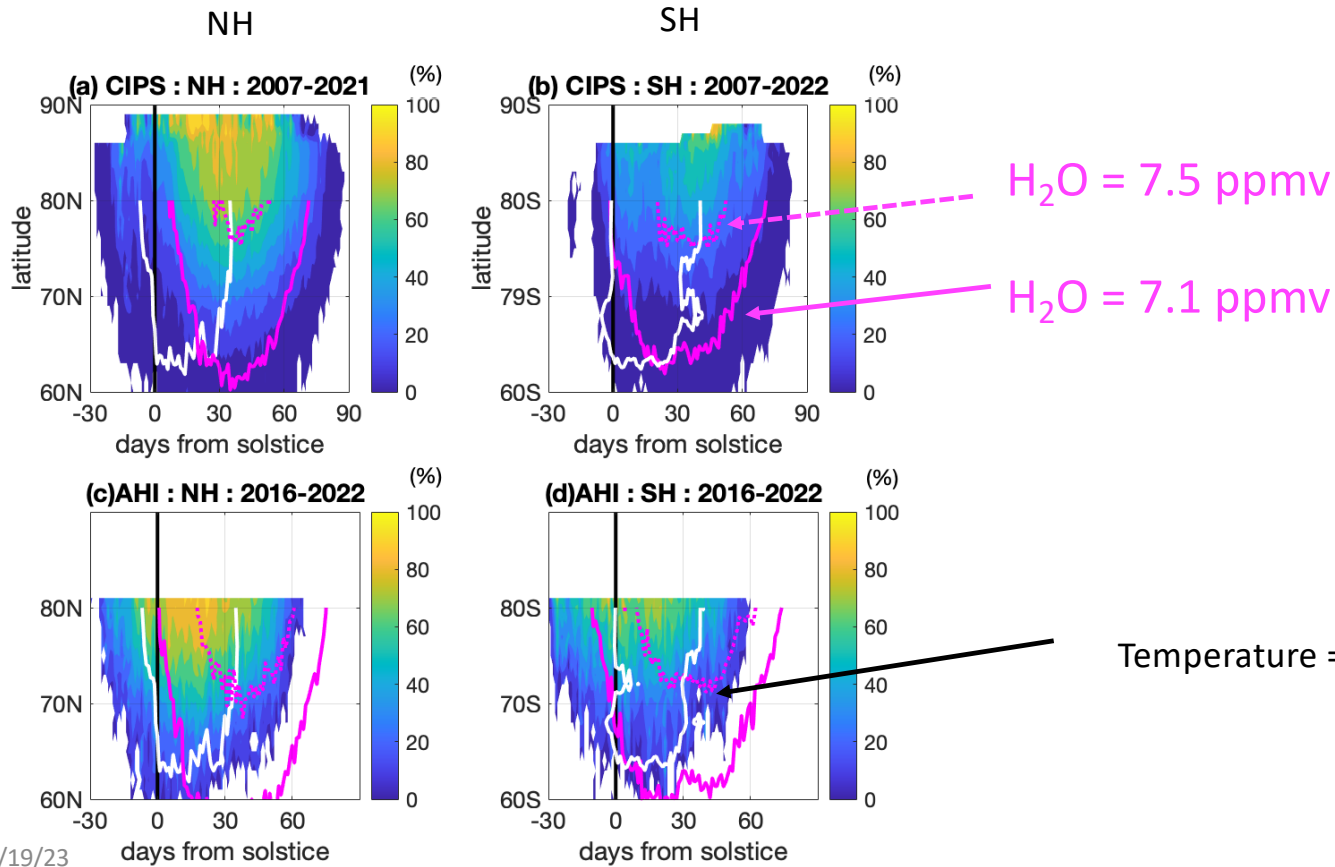 NH
SH
(a) CIPS : NH : 2007-2021
(%)
90N
80N
70N
60N
latitude
-30 0 30 60 90
days from solstice
100
80
60
40
20
0
(b) CIPS : SH : 2007-2022
(%)
90S
80S
79S
60S
latitude
-30 0 30 60 90
days from solstice
100
80
60
40
20
0
H₂O = 7.5 ppmv
H₂O = 7.1 ppmv
(c)AHI : NH : 2016-2022
(%)
80N
70N
60N
latitude
-30 0 30 60
days from solstice
100
80
60
40
20
0
(d)AHI : SH : 2016-2022
(%)
80S
70S
60S
-30 0 30 60
days from solstice
100
80
60
40
20
0
Temperature =
/19/23